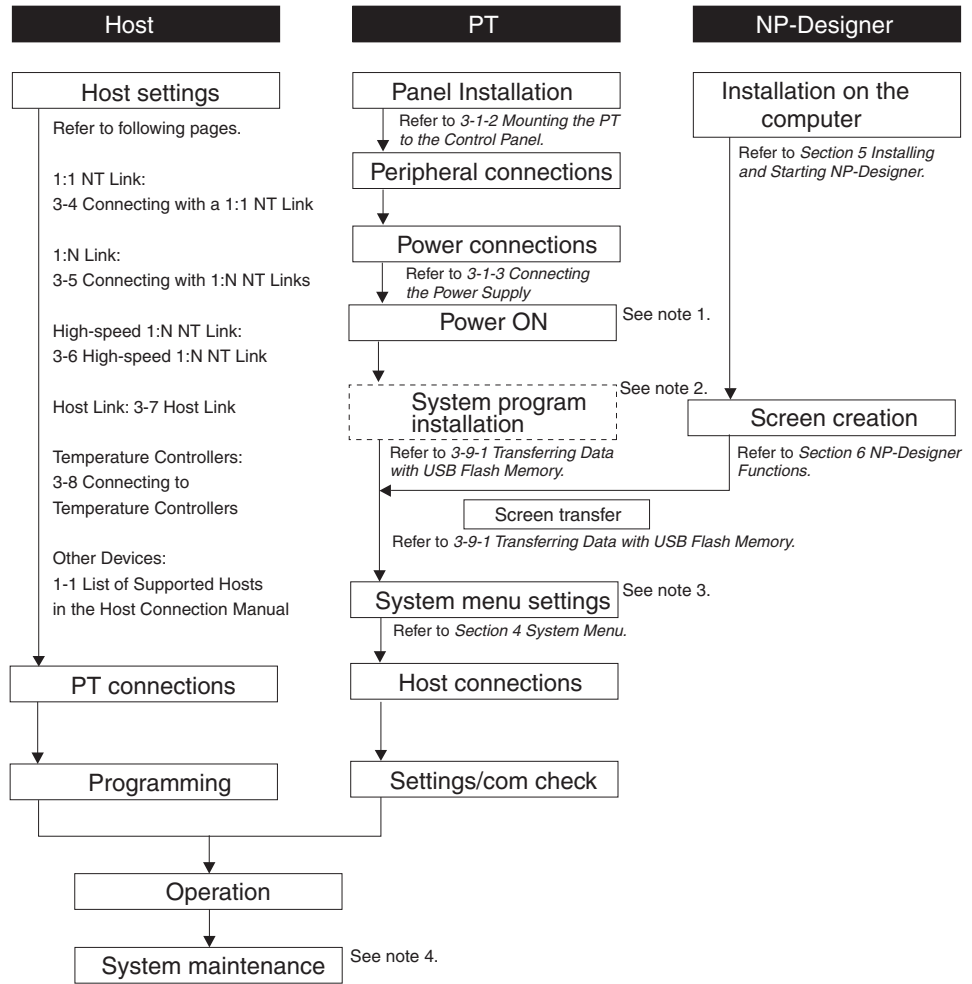 Host
Host settings
Refer to following pages.
1:1 NT Link:
3-4 Connecting with a 1:1 NT Link
1:N Link:
3-5 Connecting with 1:N NT Links
High-speed 1:N NT Link:
3-6 High-speed 1:N NT Link
Host Link: 3-7 Host Link
Temperature Controllers:
3-8 Connecting to
Temperature Controllers
Other Devices:
1-1 List of Supported Hosts
in the Host Connection Manual
PT connections
Programming
PT
Panel Installation
Refer to 3-1-2 Mounting the PT
to the Control Panel.
Peripheral connections
Power connections
Refer to 3-1-3 Connecting
the Power Supply
Power ON
See note 1.
System program
installation
See note 2.
Refer to 3-9-1 Transferring Data
with USB Flash Memory.
Screen transfer
Refer to 3-9-1 Transferring Data with USB Flash Memory.
System menu settings
See note 3.
Refer to Section 4 System Menu.
Host connections
Settings/com check
NP-Designer
Installation on the
computer
Refer to Section 5 Installing
and Starting NP-Designer.
Screen creation
Refer to Section 6 NP-Designer
Functions.
Operation
System maintenance
See note 4.